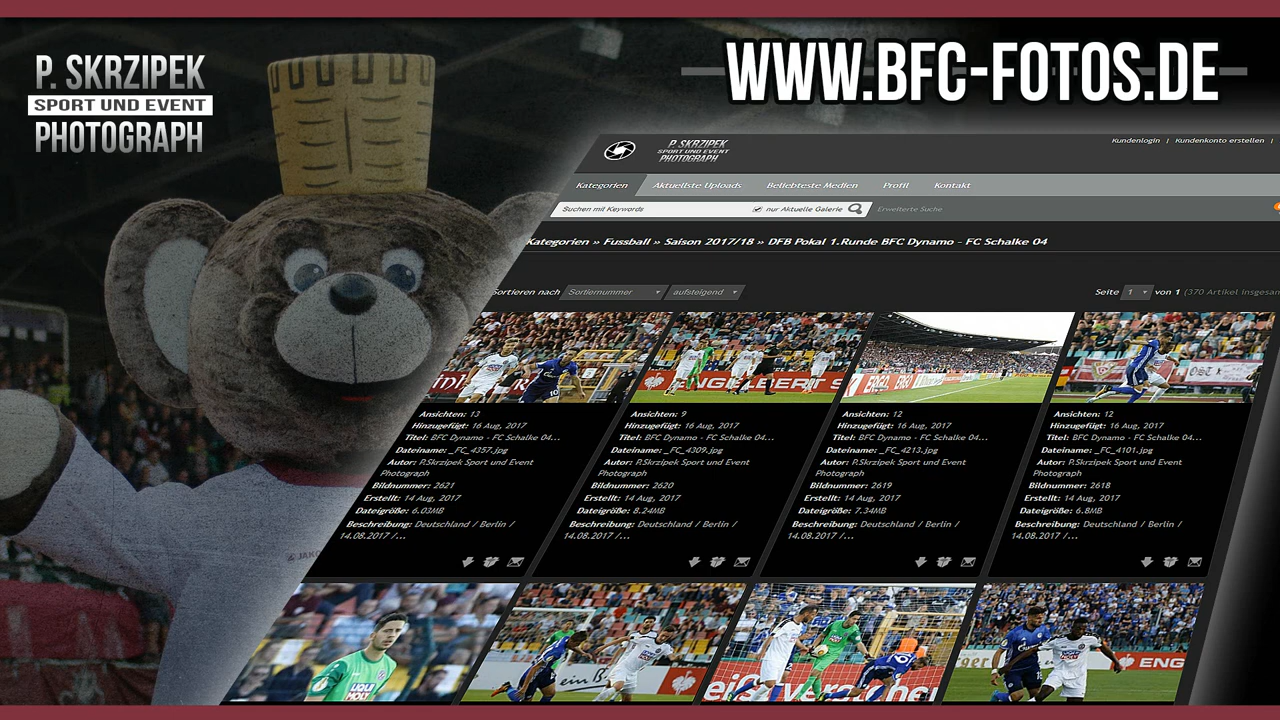 P. SKRZIPEK
SPORT UND EVENT
PHOTOGRAPH
WWW.BFC-FOTOS.DE
P. SKRZIPEK
SPORT UND EVENT
PHOTOGRAPH
Kundenlogin | Kundenkonto erstellen |
Kategorien Aktuellste Uploads Beliebteste Medien Profil Kontakt
Suchen mit Keywords nur Aktuelle Galerie Erweiterte Suche
Kategorien » Fussball » Saison 2017/18 » DFB Pokal 1.Runde BFC Dynamo - FC Schalke 04
Sortieren nach Sortiernummer aufsteigend Seite 1 von 1 (370 Artikel insgesam
Ansichten: 13
Hinzugefügt: 16 Aug, 2017
Titel: BFC Dynamo - FC Schalke 04...
Dateiname: _FC_4357.jpg
Autor: P.Skrzipek Sport und Event
Photograph
Bildnummer: 2621
Erstellt: 14 Aug, 2017
Dateigröße: 6.03MB
Beschreibung: Deutschland / Berlin /
14.08.2017 /...
Ansichten: 9
Hinzugefügt: 16 Aug, 2017
Titel: BFC Dynamo - FC Schalke 04...
Dateiname: _FC_4309.jpg
Autor: P.Skrzipek Sport und Event
Photograph
Bildnummer: 2620
Erstellt: 14 Aug, 2017
Dateigröße: 8.24MB
Beschreibung: Deutschland / Berlin /
14.08.2017 /...
Ansichten: 12
Hinzugefügt: 16 Aug, 2017
Titel: BFC Dynamo - FC Schalke 04...
Dateiname: _FC_4213.jpg
Autor: P.Skrzipek Sport und Event
Photograph
Bildnummer: 2619
Erstellt: 14 Aug, 2017
Dateigröße: 7.34MB
Beschreibung: Deutschland / Berlin /
14.08.2017 /...
Ansichten: 12
Hinzugefügt: 16 Aug, 2017
Titel: BFC Dynamo - FC Schalke 04...
Dateiname: _FC_4101.jpg
Autor: P.Skrzipek Sport und Event
Photograph
Bildnummer: 2618
Erstellt: 14 Aug, 2017
Dateigröße: 6.8MB
Beschreibung: Deutschland / Berlin /
14.08.2017 /...